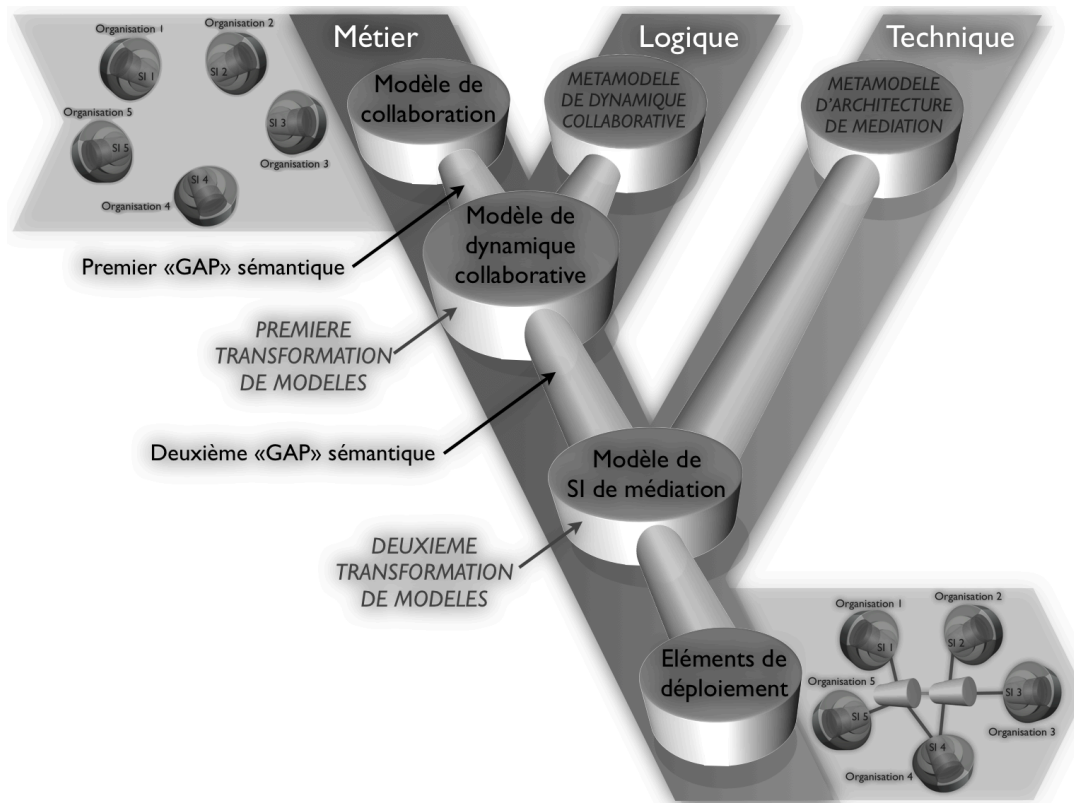 Organisation 1
Organisation 2
SI 1
SI 2
Organisation 5
SI 3
SI 5
Organisation 3
SI 4
Organisation 4
Métier
Logique
Technique
Modèle de
collaboration
METAMODELE
DE DYNAMIQUE
COLLABORATIVE
METAMODELE
D'ARCHITECTURE
DE MEDIATION
Modèle de
dynamique
collaborative
Premier «GAP» sémantique
PREMIERE
TRANSFORMATION
DE MODELES
Deuxième «GAP» sémantique
Modèle de
SI de médiation
DEUXIEME
TRANSFORMATION
DE MODELES
Eléments de
déploiement
Organisation 1
Organisation 2
SI 1
SI 2
Organisation 5
SI 3
SI 5
Organisation 3
SI 4
Organisation 4